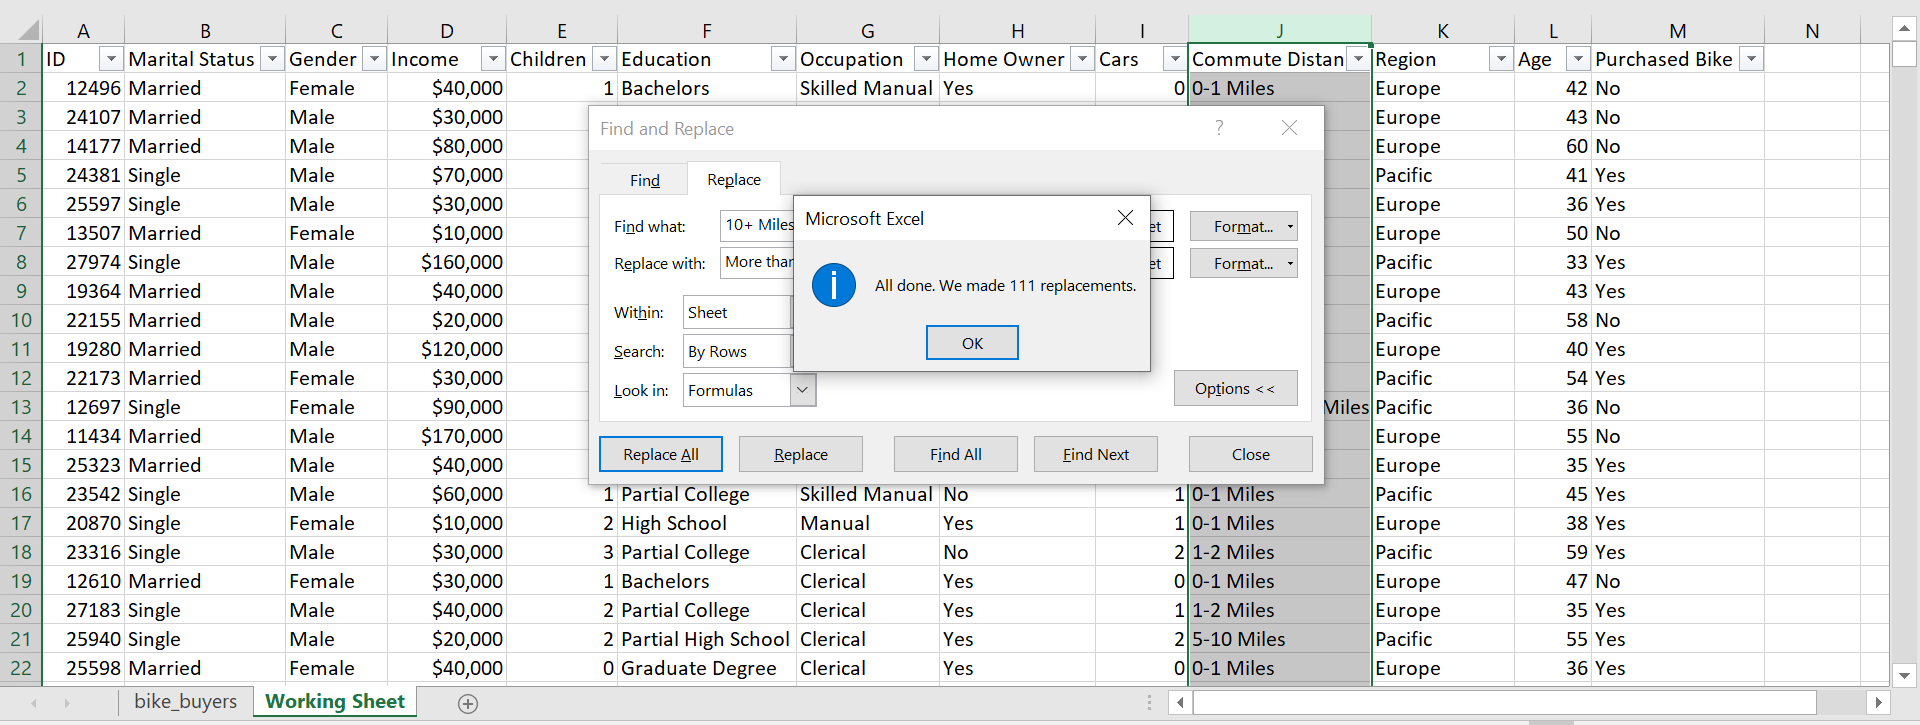 A B C D E F G H I J K L M N
1 ID Marital Status Gender Income Children Education Occupation Home Owner Cars Commute Distan Region Age Purchased Bike
2 12496 Married Female $40,000 1 Bachelors Skilled Manual Yes 0 0-1 Miles Europe 42 No
3 24107 Married Male $30,000 Europe 43 No
4 14177 Married Male $80,000 Europe 60 No
5 24381 Single Male $70,000 Pacific 41 Yes
6 25597 Single Male $30,000 Europe 36 Yes
7 13507 Married Female $10,000 Europe 50 No
8 27974 Single Male $160,000 Pacific 33 Yes
9 19364 Married Male $40,000 Europe 43 Yes
10 22155 Married Male $20,000 Pacific 58 No
11 19280 Married Male $120,000 Europe 40 Yes
12 22173 Married Female $30,000 Pacific 54 Yes
13 12697 Single Female $90,000 Miles Pacific 36 No
14 11434 Married Male $170,000 Europe 55 No
15 25323 Married Male $40,000 Europe 35 Yes
16 23542 Single Male $60,000 1 Partial College Skilled Manual No 1 0-1 Miles Pacific 45 Yes
17 20870 Single Female $10,000 2 High School Manual Yes 1 0-1 Miles Europe 38 Yes
18 23316 Single Male $30,000 3 Partial College Clerical No 2 1-2 Miles Pacific 59 Yes
19 12610 Married Female $30,000 1 Bachelors Clerical Yes 0 0-1 Miles Europe 47 No
20 27183 Single Male $40,000 2 Partial College Clerical Yes 1 1-2 Miles Europe 35 Yes
21 25940 Single Male $20,000 2 Partial High School Clerical Yes 2 5-10 Miles Pacific 55 Yes
22 25598 Married Female $40,000 0 Graduate Degree Clerical Yes 0 0-1 Miles Europe 36 Yes
Find and Replace ?
Find Replace
Find what: 10+ Miles et Format...
Replace with: More than et Format...
Within: Sheet
Search: By Rows
Look in: Formulas
Options <<
Replace All Replace Find All Find Next Close
Microsoft Excel
All done. We made 111 replacements.
OK
bike_buyers Working Sheet